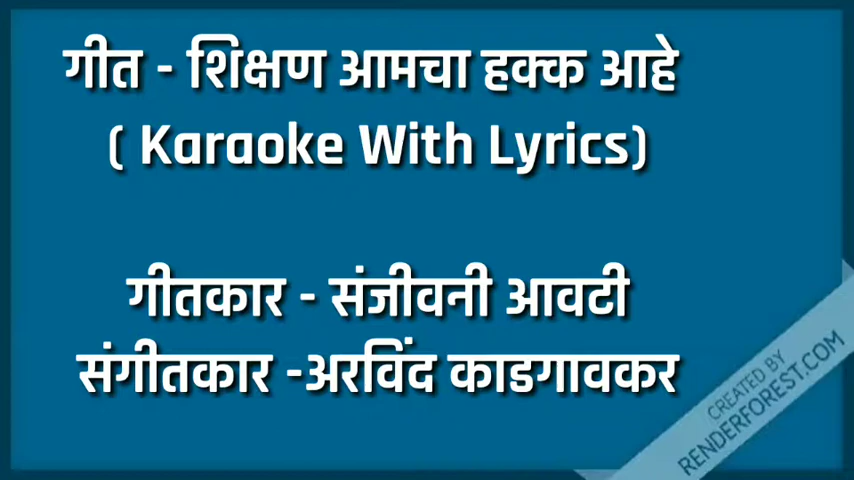 गीत - शिक्षण आमचा हक्क आहे
( Karaoke With Lyrics)
गीतकार - संजीवनी आवटी
संगीतकार -अरविंद काडगावकर
CREATED BY
RENDERFOREST.COM